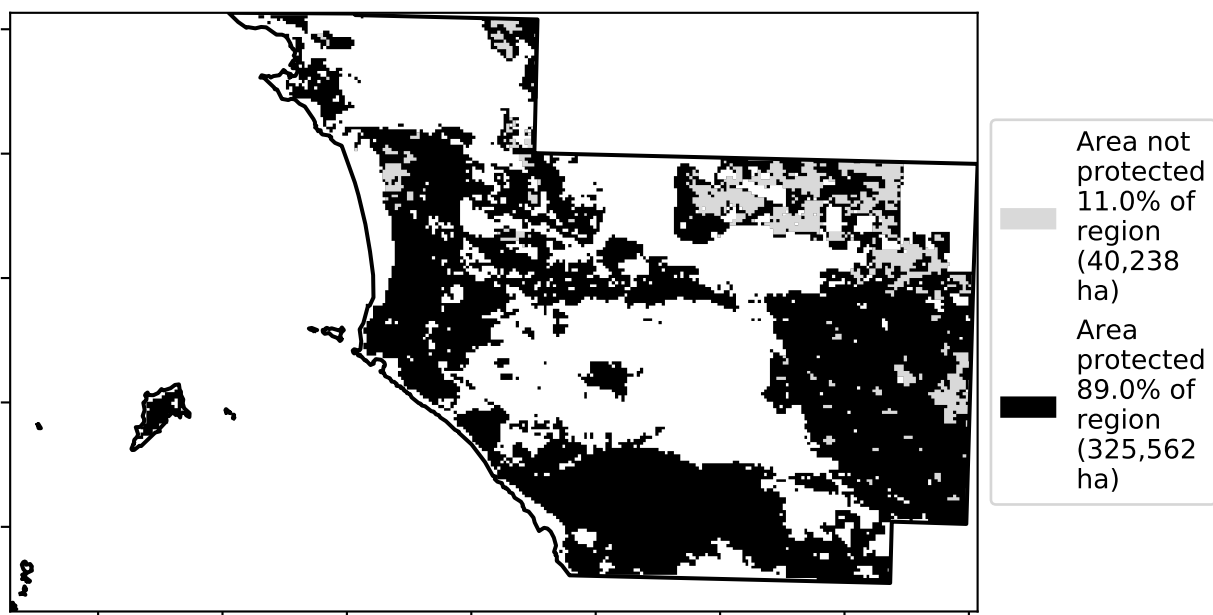 Area not
protected
11.0% of
region
(40,238
ha)
Area
protected
89.0% of
region
(325,562
ha)